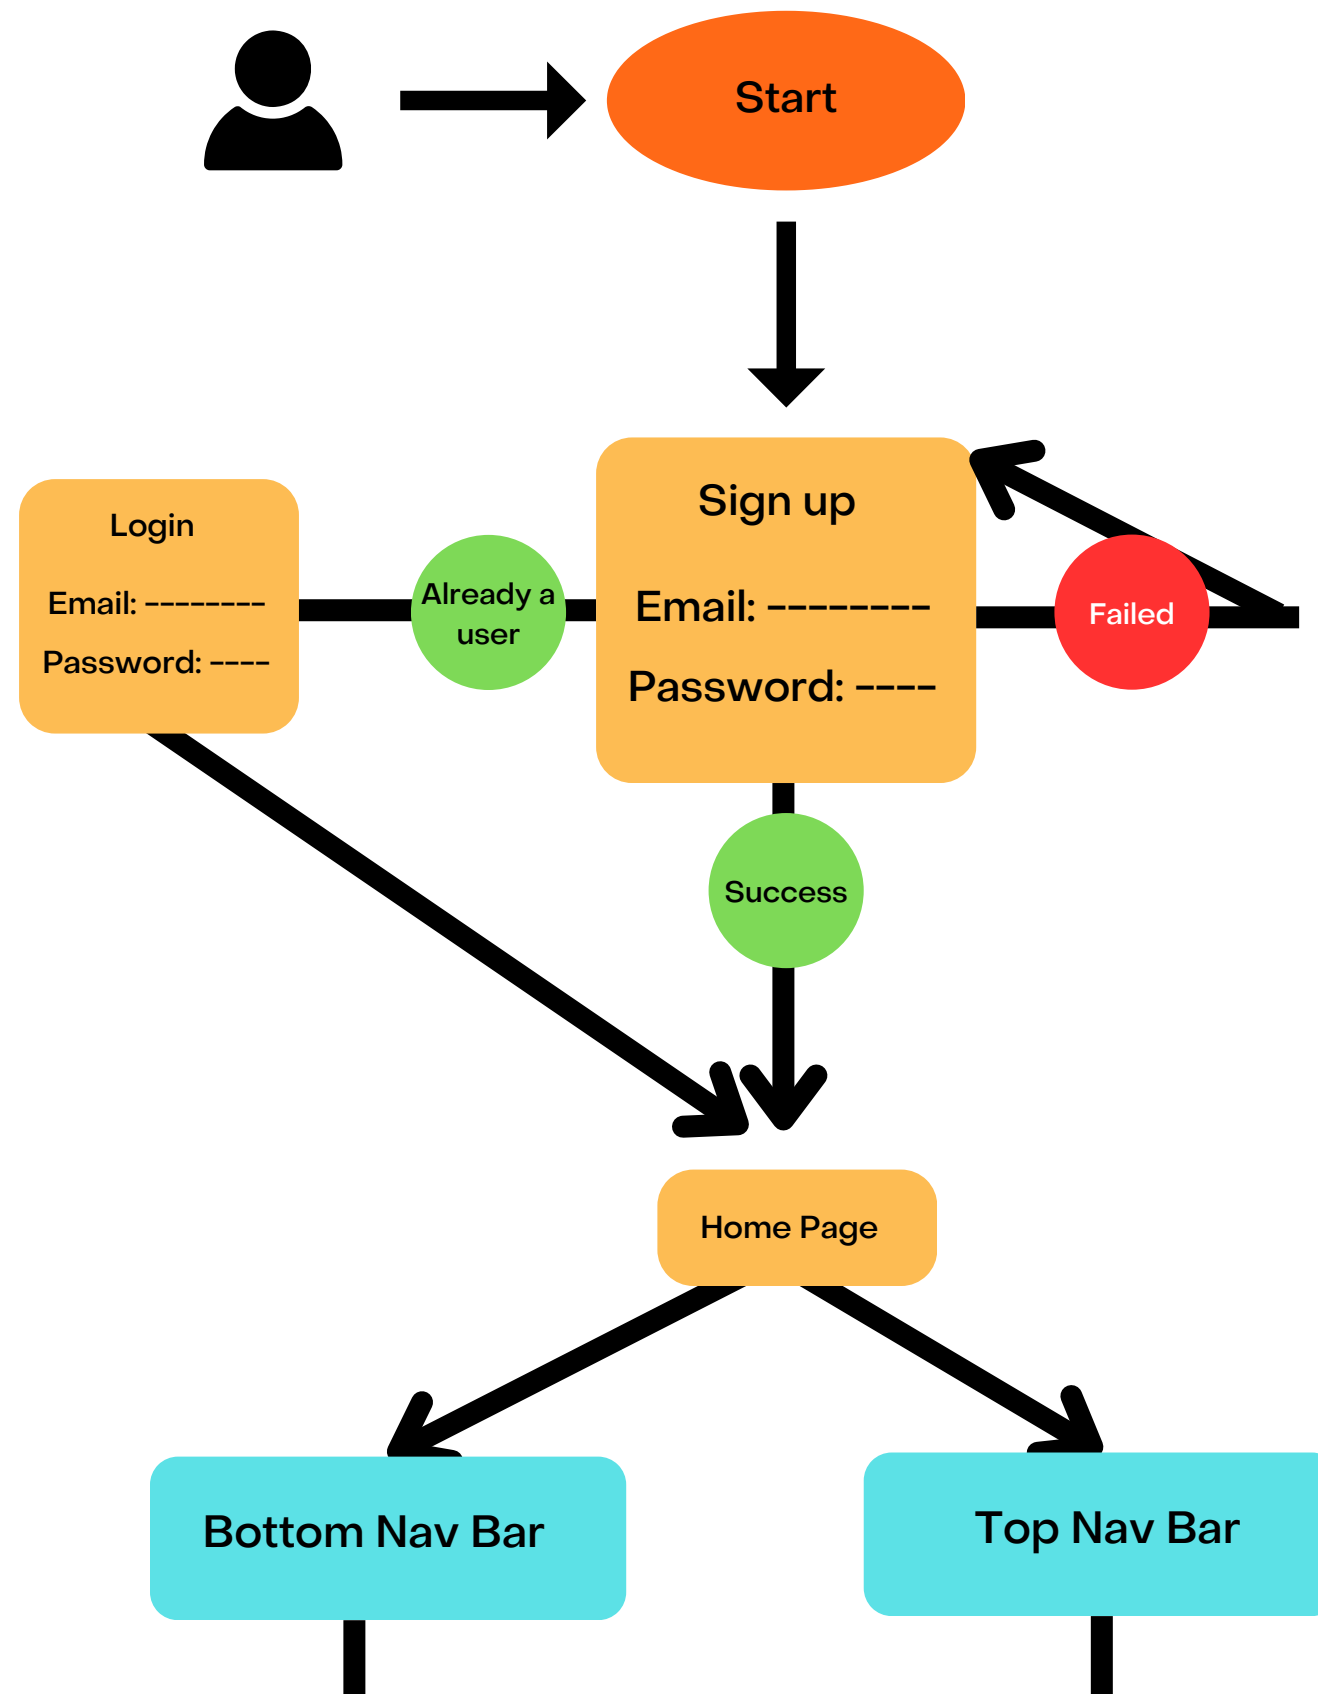 Start
Sign up
Email: --------
Password: ----
Login
Email: --------
Password: ----
Already a
user
Failed
Success
Home Page
Bottom Nav Bar
Top Nav Bar